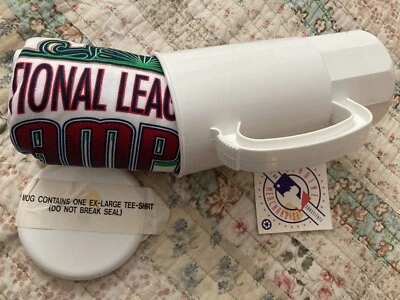 TIONAL LEAG
AMP
MUG CONTAINS ONE EX-LARGE TEE-SHIRT
(DO NOT BREAK SEAL)